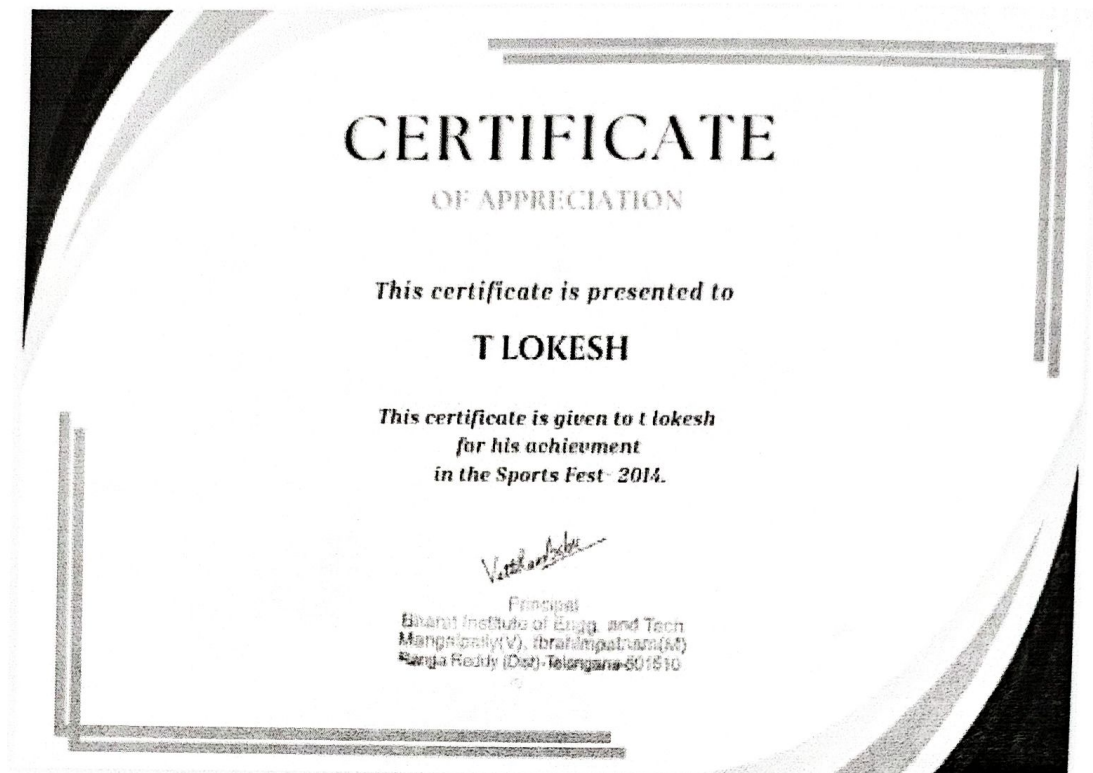 CERTIFICATE
OF APPRECIATION
This certificate is presented to
T LOKESH
This certificate is given to t lokesh
for his achievment
in the Sports Fest- 2014.
Principal
Bharat Institute of Engg. and Tech
Mangalpally(V), Ibrahimpatnam(M)
Ranga Reddy (Dist)-Telangana-501510